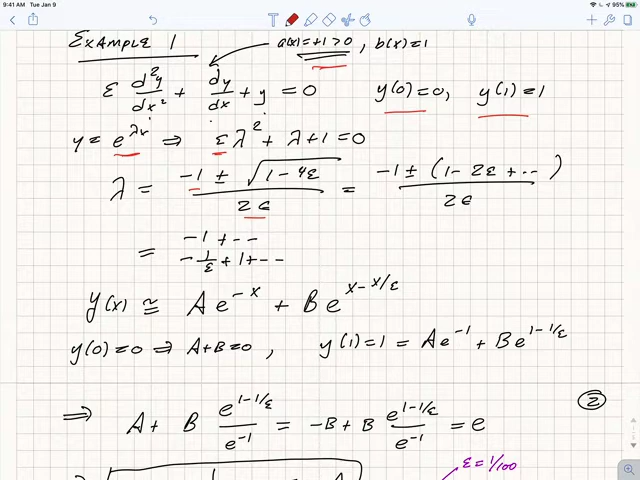 9:41 AM Tue Jan 9
95%
Example 1
a(x)=+1>0, b(x)=1
ε d²y/dx² + dy/dx + y = 0
y(0)=0, y(1)=1
y = e^{λx} ⇒ ελ² + λ + 1 = 0
λ = (-1 ± √(1-4ε))/2ε = (-1 ± (1-2ε+--))/2ε
= -1 + --
-1/ε + 1 + --
y(x) ≅ Ae^{-x} + Be^{x-x/ε}
y(0)=0 ⇒ A+B=0, y(1)=1 = Ae^{-1} + Be^{1-1/ε}
②
⇒ A + B e^{1-1/ε}/e^{-1} = -B + B e^{1-1/ε}/e^{-1} = e
ε=1/100